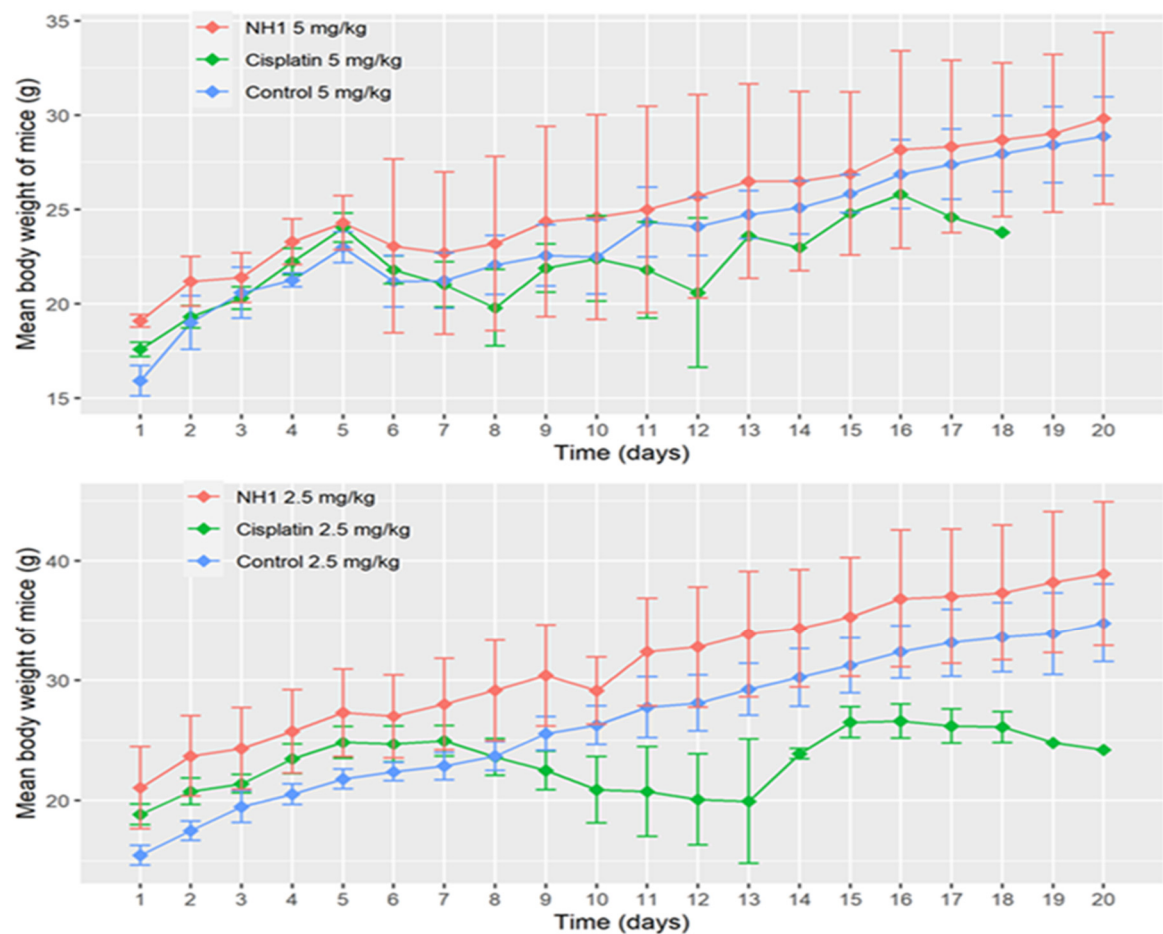 35
30
25
20
15
Mean body weight of mice (g)
NH1 5 mg/kg
Cisplatin 5 mg/kg
Control 5 mg/kg
1 2 3 4 5 6 7 8 9 10 11 12 13 14 15 16 17 18 19 20
Time (days)
40
30
20
Mean body weight of mice (g)
NH1 2.5 mg/kg
Cisplatin 2.5 mg/kg
Control 2.5 mg/kg
1 2 3 4 5 6 7 8 9 10 11 12 13 14 15 16 17 18 19 20
Time (days)